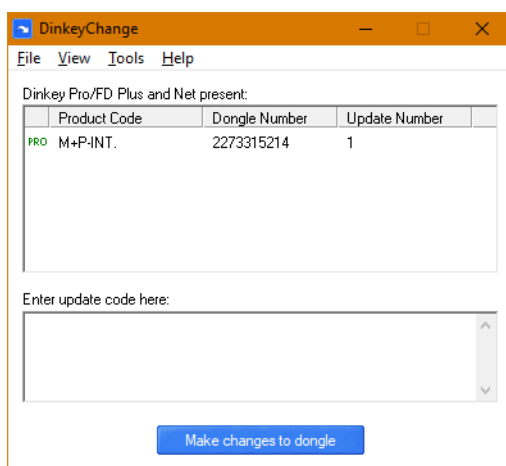 DinkeyChange
File View Tools Help
Dinkey Pro/FD Plus and Net present:
Product Code Dongle Number Update Number
PRO M+P-INT. 2273315214 1
Enter update code here:
Make changes to dongle